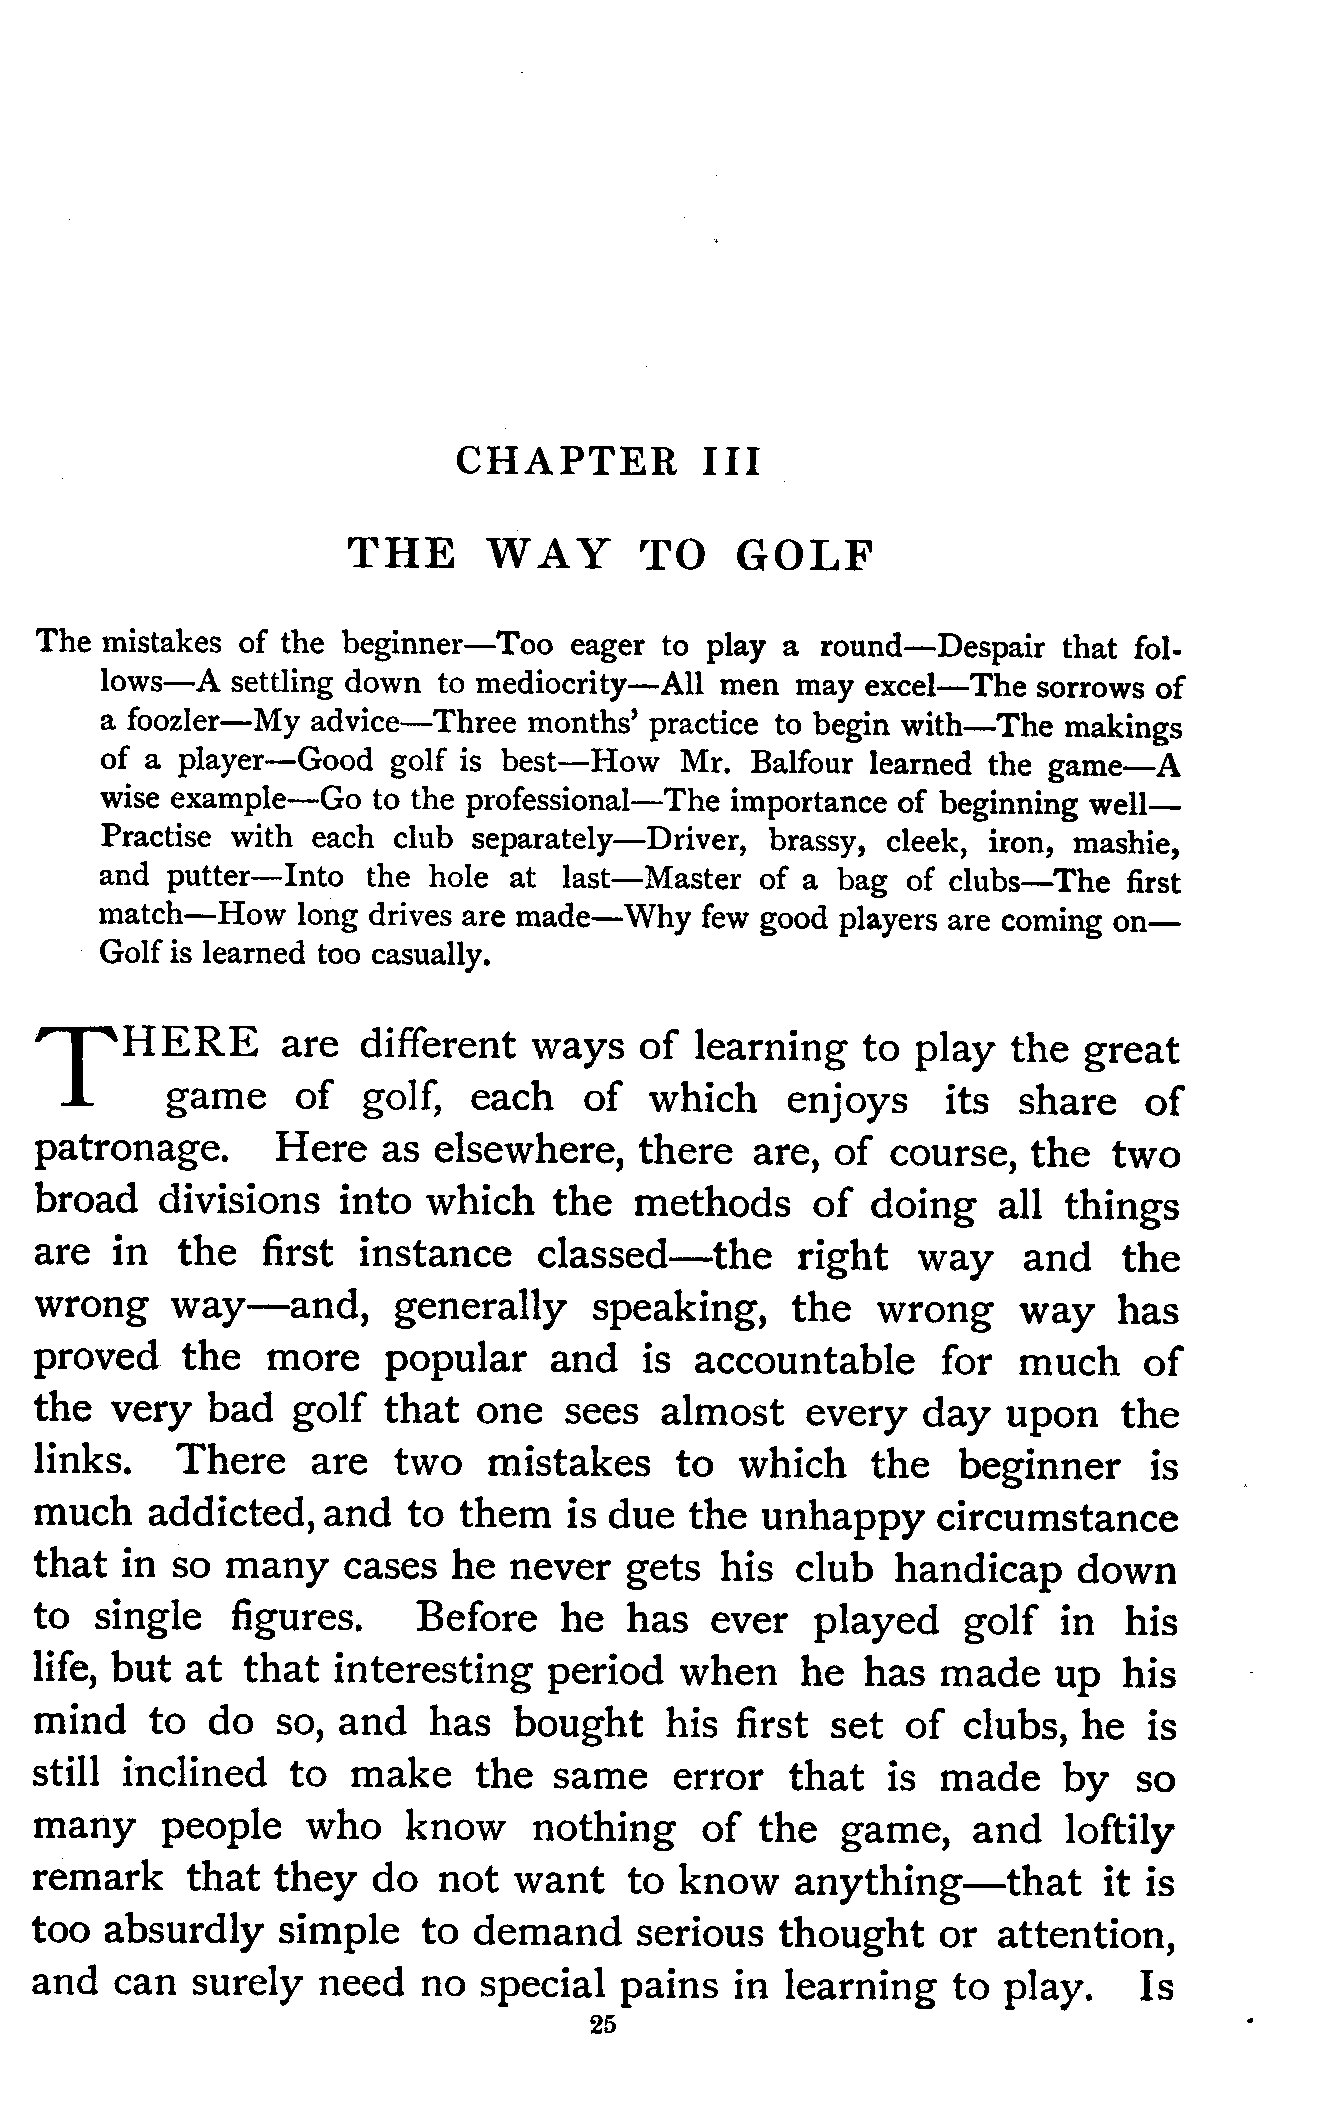 CHAPTER III
THE WAY TO GOLF
The mistakes of the beginner—Too eager to play a round—Despair that fol-
lows—A settling down to mediocrity—All men may excel—The sorrows of
a foozler—My advice—Three months’ practice to begin with—The makings
of a player—Good golf is best—How Mr. Balfour learned the game—A
wise example—Go to the professional—The importance of beginning well—
Practise with each club separately—Driver, brassy, cleek, iron, mashie,
and putter—Into the hole at last—Master of a bag of clubs—The first
match—How long drives are made—Why few good players are coming on—
Golf is learned too casually.
THERE are different ways of learning to play the great
game of golf, each of which enjoys its share of
patronage. Here as elsewhere, there are, of course, the two
broad divisions into which the methods of doing all things
are in the first instance classed—the right way and the
wrong way—and, generally speaking, the wrong way has
proved the more popular and is accountable for much of
the very bad golf that one sees almost every day upon the
links. There are two mistakes to which the beginner is
much addicted, and to them is due the unhappy circumstance
that in so many cases he never gets his club handicap down
to single figures. Before he has ever played golf in his
life, but at that interesting period when he has made up his
mind to do so, and has bought his first set of clubs, he is
still inclined to make the same error that is made by so
many people who know nothing of the game, and loftily
remark that they do not want to know anything—that it is
too absurdly simple to demand serious thought or attention,
and can surely need no special pains in learning to play. Is
25